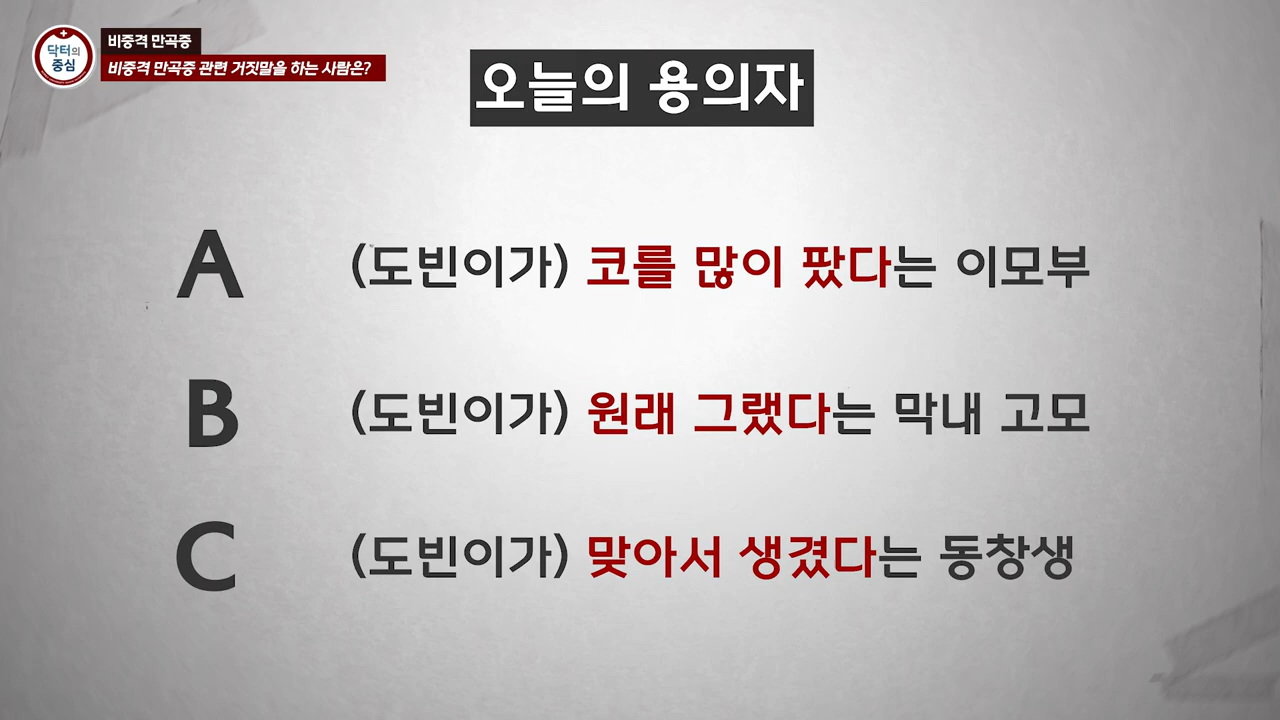 닥터의
중심
비중격 만곡증
비중격 만곡증 관련 거짓말을 하는 사람은?
오늘의 용의자
A (도빈이가) 코를 많이 팠다는 이모부
B (도빈이가) 원래 그랬다는 막내 고모
C (도빈이가) 맞아서 생겼다는 동창생